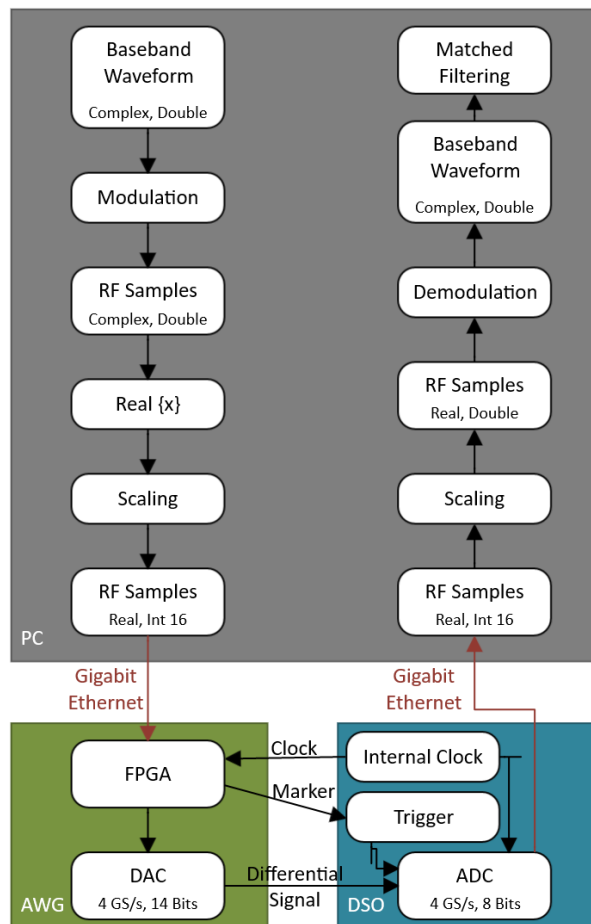 Baseband
Waveform
Complex, Double
Modulation
RF Samples
Complex, Double
Real {x}
Scaling
RF Samples
Real, Int 16
PC
Matched
Filtering
Baseband
Waveform
Complex, Double
Demodulation
RF Samples
Real, Double
Scaling
RF Samples
Real, Int 16
Gigabit
Ethernet
Gigabit
Ethernet
FPGA
DAC
4 GS/s, 14 Bits
AWG
Clock
Marker
Differential
Signal
Internal Clock
Trigger
ADC
4 GS/s, 8 Bits
DSO